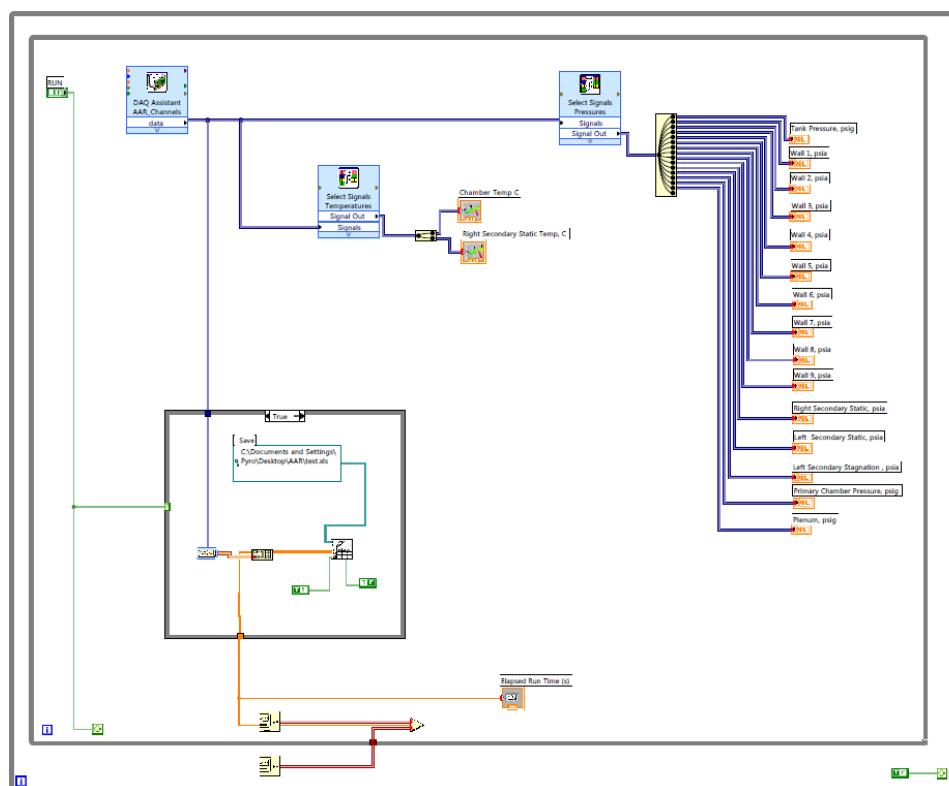 RUN
DAQ Assistant
AAR_Channels
data
Select Signals
Pressures
Signals
Signal Out
Select Signals
Temperatures
Signal Out
Signals
Chamber Temp C
Right Secondary Static Temp, C
Tank Pressure, psig
Wall 1, psia
Wall 2, psia
Wall 3, psia
Wall 4, psia
Wall 5, psia
Wall 6, psia
Wall 7, psia
Wall 8, psia
Wall 9, psia
Right Secondary Static, psia
Left Secondary Static, psia
Left Secondary Stagnation , psia
Primary Chamber Pressure, psig
Plenum, psig
True
Save
C:\Documents and Settings\
Pyro\Desktop\AAR\test.xls
T
F
Elapsed Run Time (s)
i
i
T